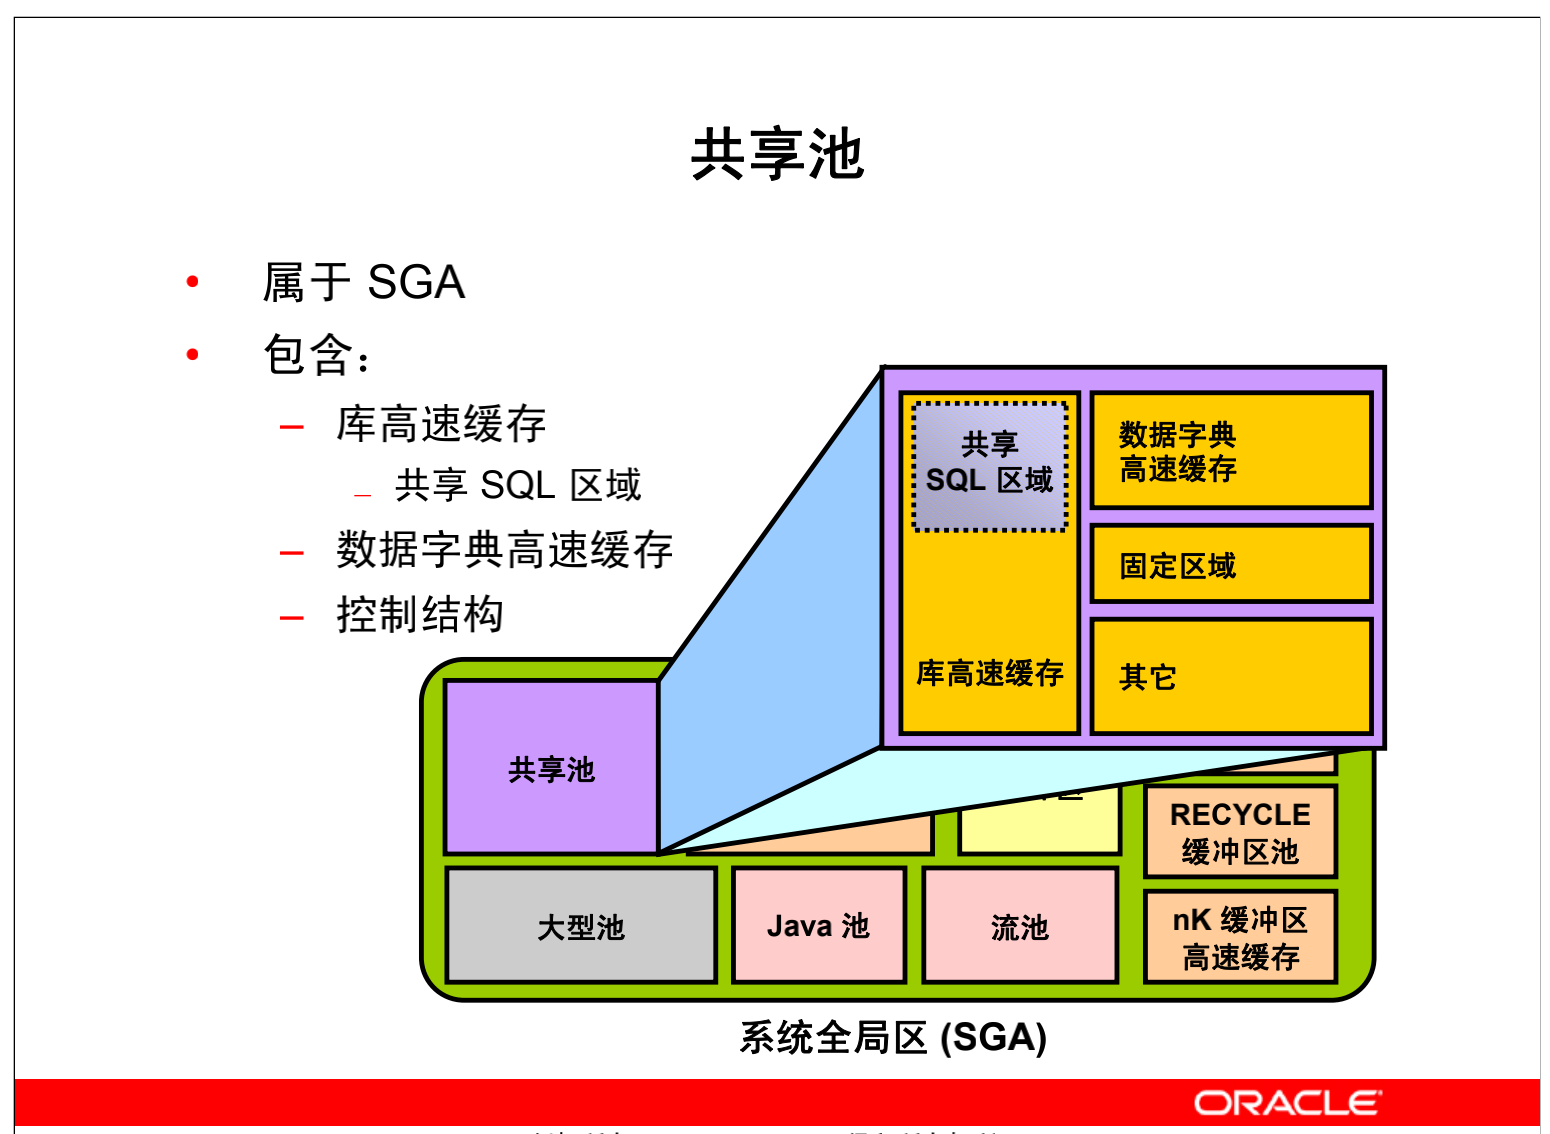 共享池
• 属于 SGA
• 包含：
– 库高速缓存
– 共享 SQL 区域
– 数据字典高速缓存
– 控制结构
共享
SQL 区域
库高速缓存
数据字典
高速缓存
固定区域
其它
共享池
RECYCLE
缓冲区池
大型池
Java 池
流池
nK 缓冲区
高速缓存
系统全局区 (SGA)
ORACLE